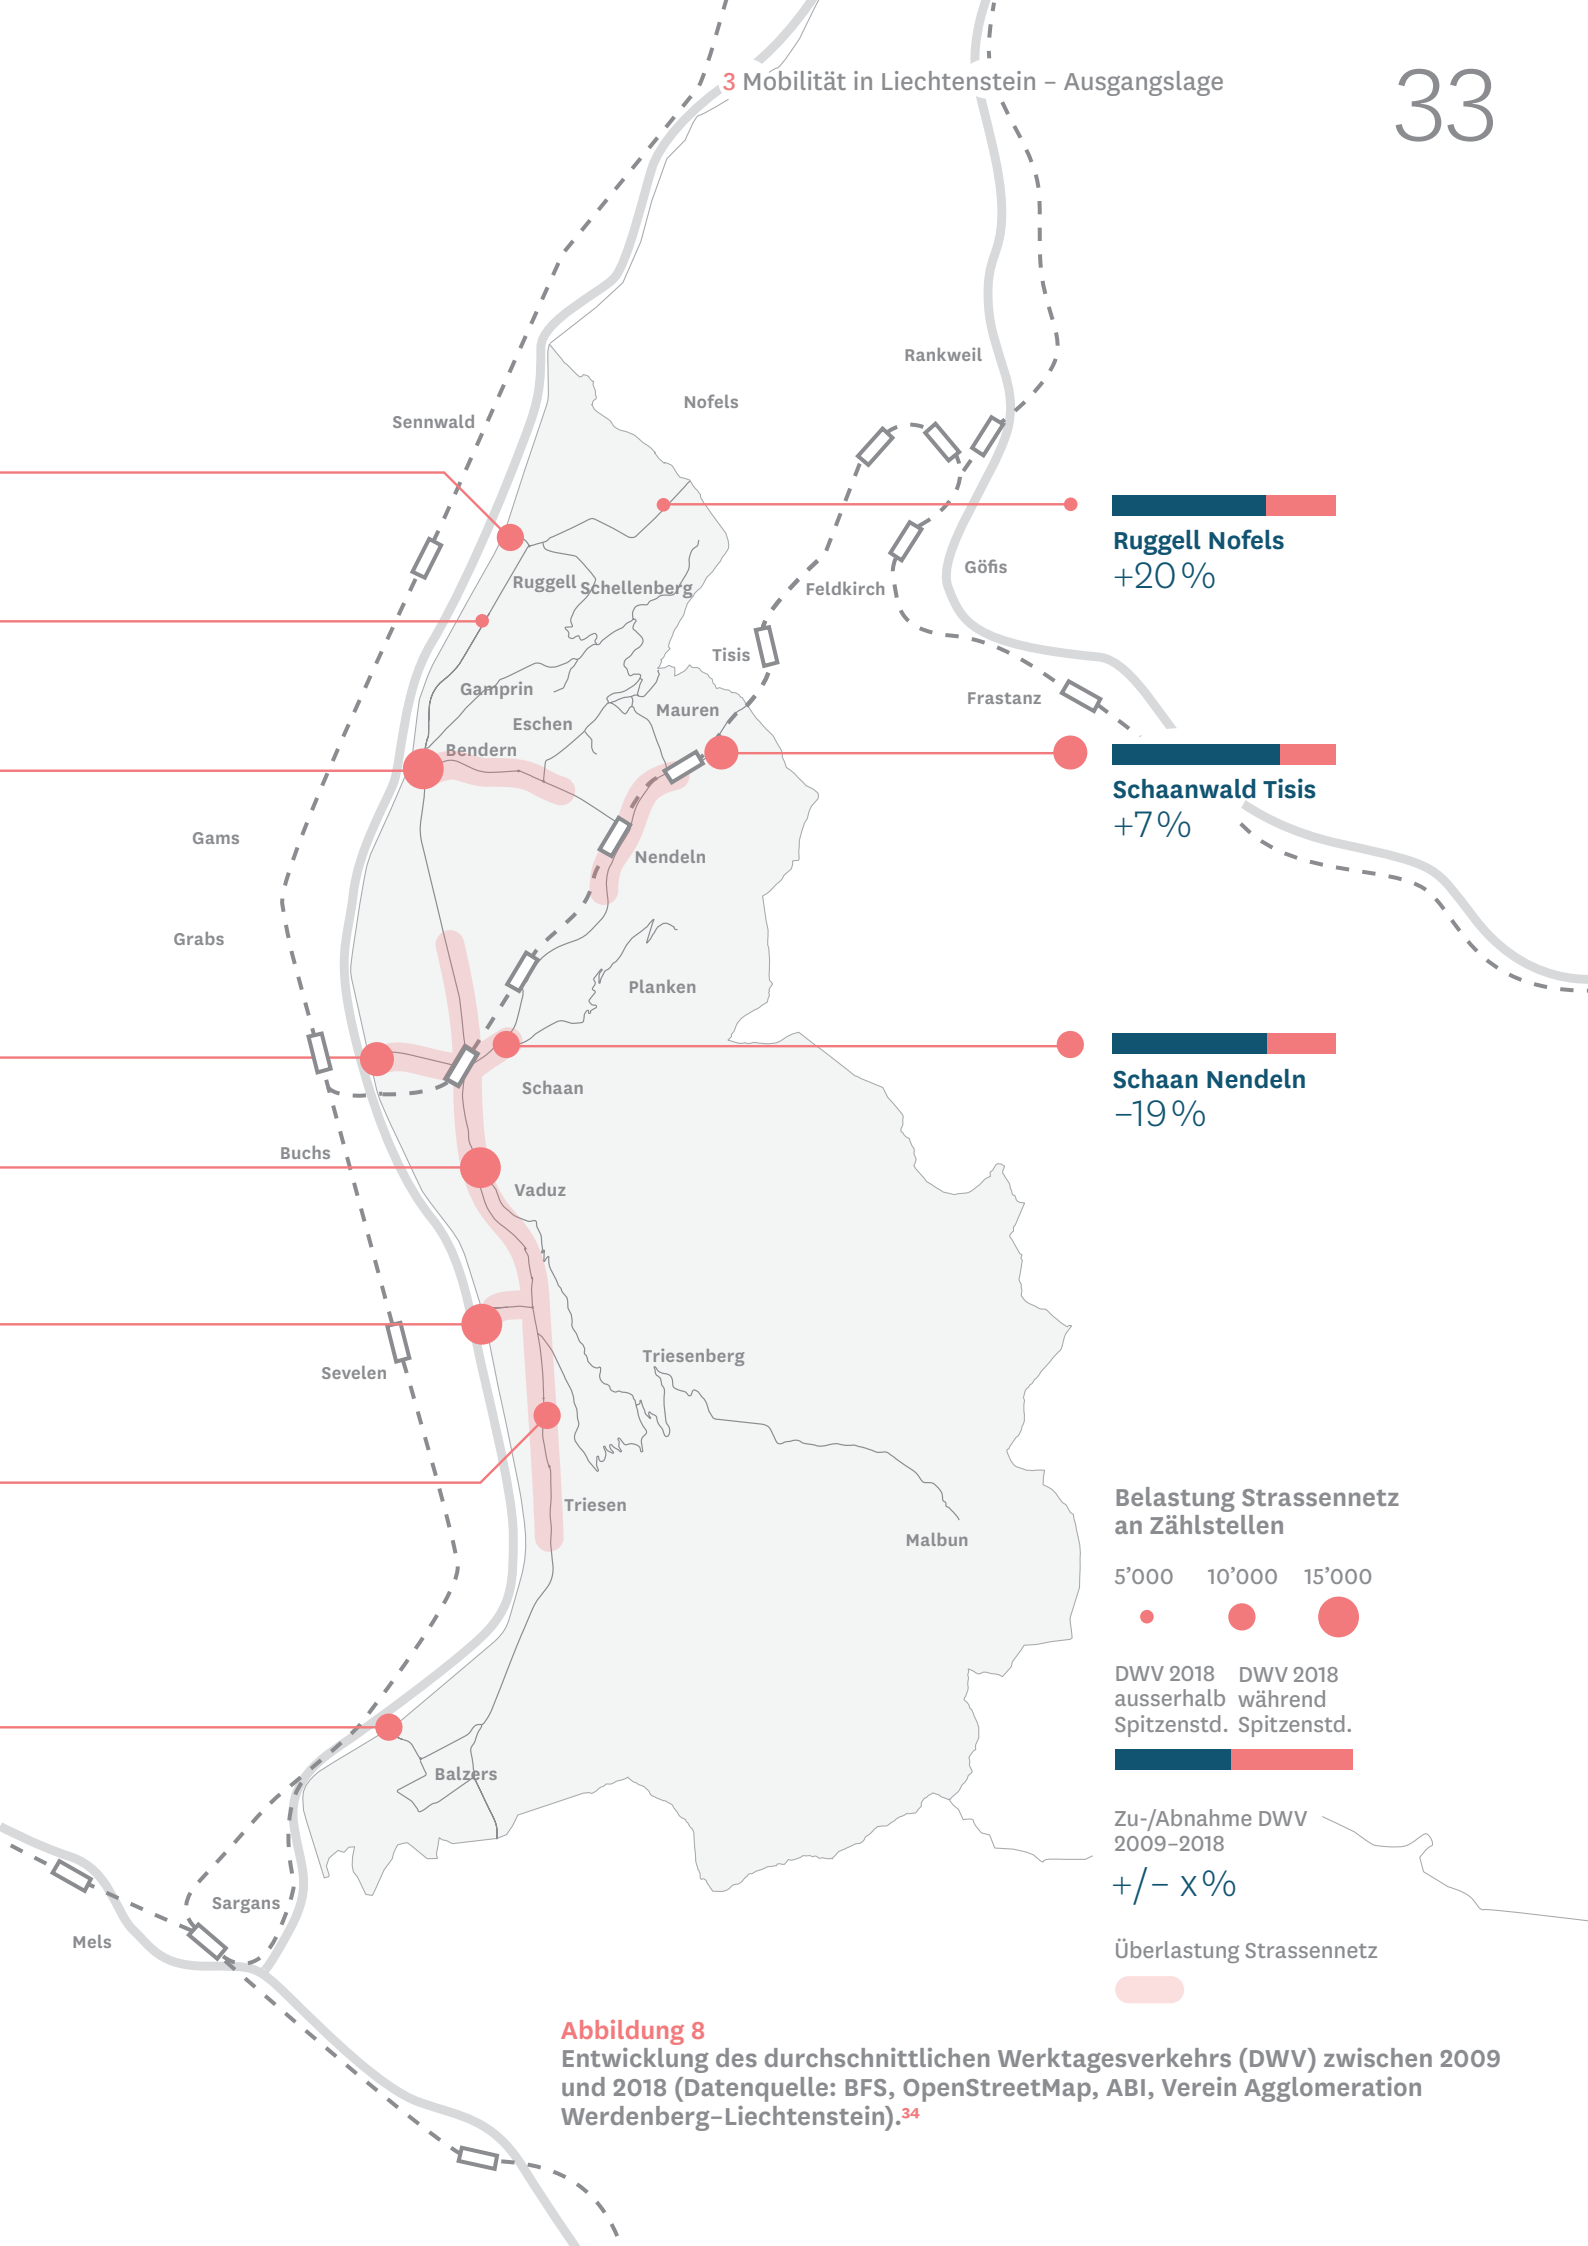 3 Mobilität in Liechtenstein – Ausgangslage
33
Rankweil
Nofels
Sennwald
Ruggell Nofels
+20 %
Göfis
Ruggell
Schellenberg
Feldkirch
Tisis
Gamprin
Frastanz
Mauren
Eschen
Bendern
Schaanwald Tisis
+7 %
Gams
Nendeln
Grabs
Planken
Schaan
Schaan Nendeln
–19 %
Buchs
Vaduz
Triesenberg
Sevelen
Triesen
Malbun
Belastung Strassennetz
an Zählstellen
5’000 10’000 15’000
DWV 2018
ausserhalb
Spitzenstd.
DWV 2018
während
Spitzenstd.
Balzers
Zu-/Abnahme DWV
2009–2018
+/– x %
Sargans
Mels
Überlastung Strassennetz
Abbildung 8
Entwicklung des durchschnittlichen Werktagesverkehrs (DWV) zwischen 2009
und 2018 (Datenquelle: BFS, OpenStreetMap, ABI, Verein Agglomeration
Werdenberg–Liechtenstein).34